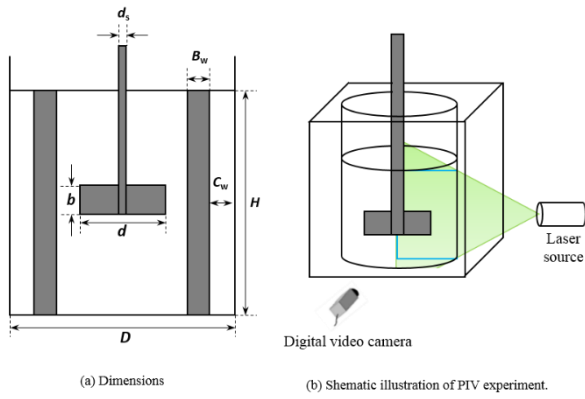 ds
Bw
Cw
b
H
d
D
Laser
source
Digital video camera
(a) Dimensions
(b) Shematic illustration of PIV experiment.